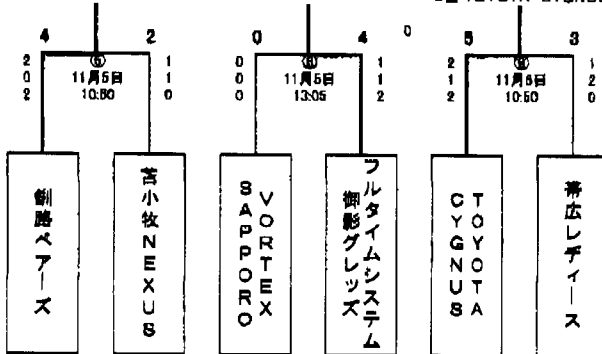 4 2 0 4 0 5 3
2 0 2
11月5日
10:50
1 1 0
0 0 0
11月5日
13:05
1 1 2
2 1 2
11月5日
10:50
1 2 0
釧路ベアーズ
苫小牧NEXUS
VORTEX
SAPPORO
フルタイムシステム
御影グレッズ
TOYOTA
CYGNUS
帯広レディース